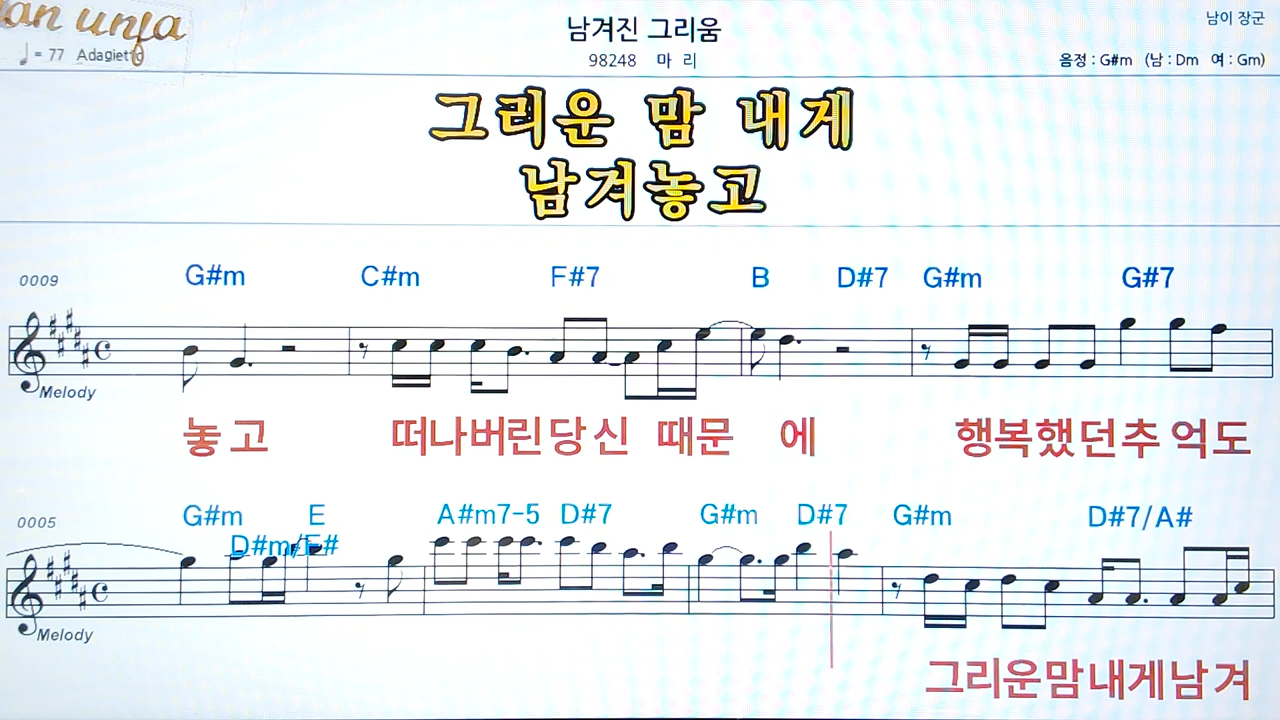 an unfa
♩= 77 Adagietto
남겨진 그리움
98248 마 리
남이 장군
음정 : G#m (남 : Dm 여 : Gm)
그리운 맘 내게
남겨놓고
0009 G#m C#m F#7 B D#7 G#m G#7
Melody
놓 고 떠나버린당 신 때문 에 행복했던추 억도
0005 G#m D#m/F# E A#m7-5 D#7 G#m D#7 G#m D#7/A#
Melody
그리운맘내게남겨